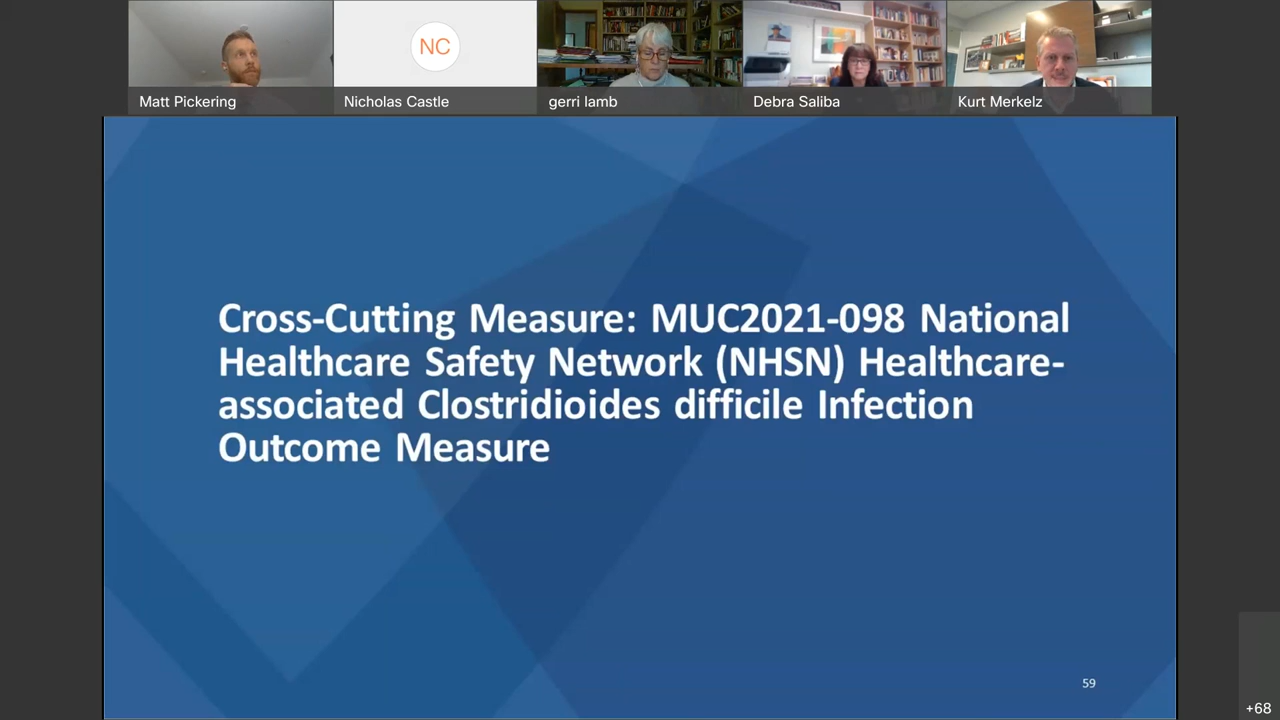 NC
Matt Pickering
Nicholas Castle
gerri lamb
Debra Saliba
Kurt Merkelz
Cross-Cutting Measure: MUC2021-098 National
Healthcare Safety Network (NHSN) Healthcare-
associated Clostridioides difficile Infection
Outcome Measure
59
+68